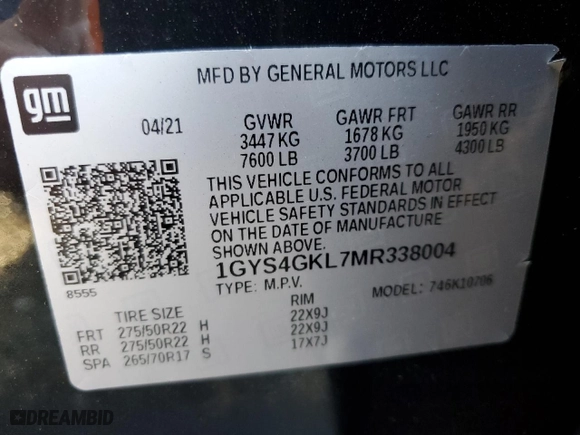 gm
MFD BY GENERAL MOTORS LLC
04/21 GVWR GAWR FRT GAWR RR
3447 KG 1678 KG 1950 KG
7600 LB 3700 LB 4300 LB
THIS VEHICLE CONFORMS TO ALL
APPLICABLE U.S. FEDERAL MOTOR
VEHICLE SAFETY STANDARDS IN EFFECT
ON THE DATE OF MANUFACTURE
SHOWN ABOVE.
1GYS4GKL7MR338004
8555 TYPE: M.P.V. MODEL: 746K10706
TIRE SIZE RIM
FRT 275/50R22 H 22X9J
RR 275/50R22 H 22X9J
SPA 265/70R17 S 17X7J
DREAMBID